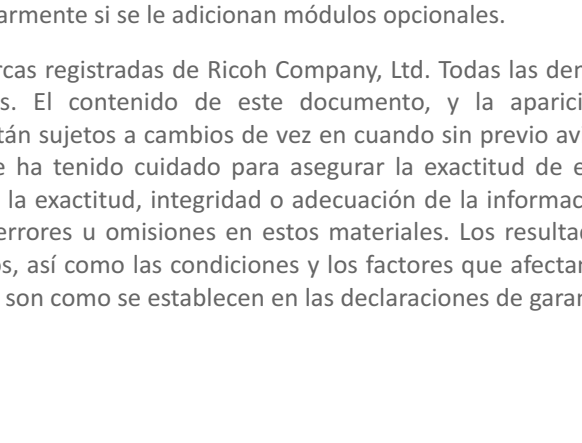 armente si se le adicionan módulos opcionales.
rcas registradas de Ricoh Company, Ltd. Todas las der
s. El contenido de este documento, y la aparici
tán sujetos a cambios de vez en cuando sin previo av
e ha tenido cuidado para asegurar la exactitud de e
la exactitud, integridad o adecuación de la informac
errores u omisiones en estos materiales. Los resultad
os, así como las condiciones y los factores que afectar
son como se establecen en las declaraciones de garar